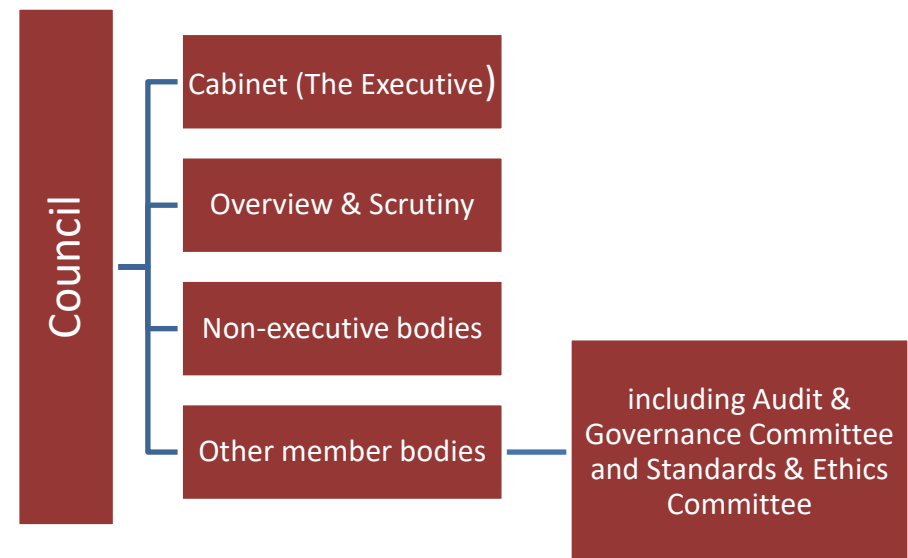 Council
Cabinet (The Executive)
Overview & Scrutiny
Non-executive bodies
Other member bodies
including Audit &
Governance Committee
and Standards & Ethics
Committee